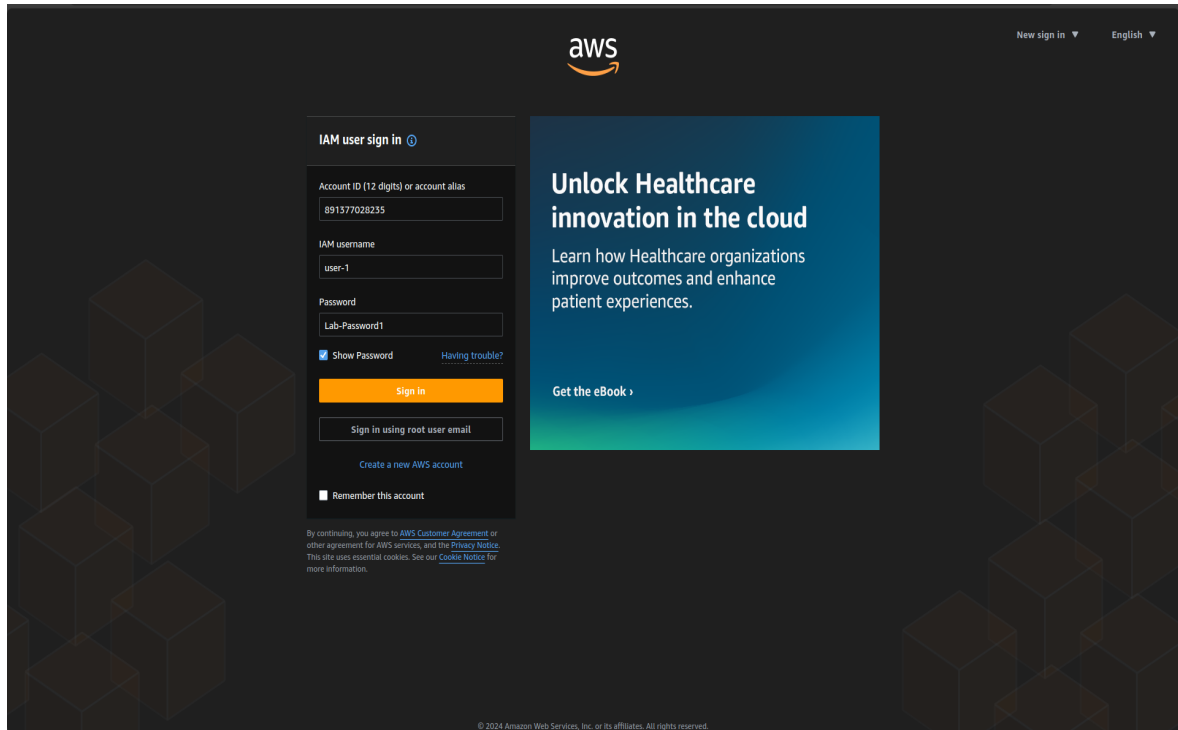 aws
New sign in ▼
English ▼
IAM user sign in
Account ID (12 digits) or account alias
891377028235
IAM username
user-1
Password
Lab-Password1
Show Password
Having trouble?
Sign in
Sign in using root user email
Create a new AWS account
Remember this account
By continuing, you agree to AWS Customer Agreement or
other agreement for AWS services, and the Privacy Notice.
This site uses essential cookies. See our Cookie Notice for
more information.
Unlock Healthcare
innovation in the cloud
Learn how Healthcare organizations
improve outcomes and enhance
patient experiences.
Get the eBook ›
© 2024 Amazon Web Services, Inc. or its affiliates. All rights reserved.